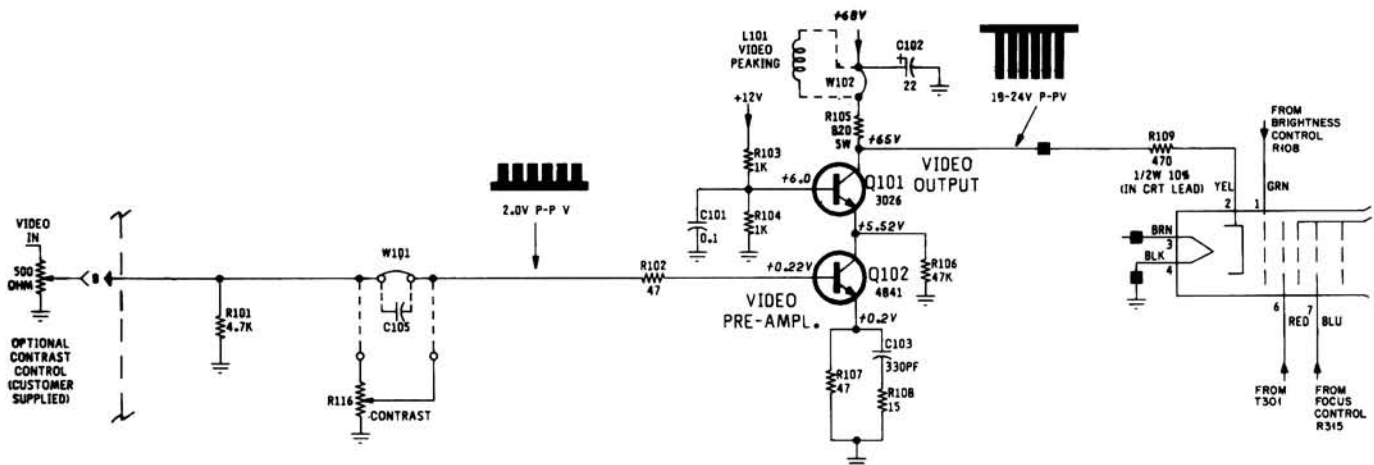 +68V
L101
VIDEO
PEAKING
C102
+
22
W102
+12V
R105
820
5W
19-24V P-PV
FROM
BRIGHTNESS
CONTROL
R108
+65V
R103
1K
VIDEO
OUTPUT
R109
470
1/2W 10%
(IN CRT LEAD)
YEL
GRN
2
1
+6.0
Q101
3026
2.0V P-P V
C101
0.1
R104
1K
+5.52V
VIDEO
IN
500
OHM
8
W101
C105
R102
47
+0.22V
Q102
4841
R106
47K
BRN
3
BLK
4
VIDEO
PRE-AMPL.
+0.2V
R101
4.7K
6
RED
7
BLU
OPTIONAL
CONTRAST
CONTROL
(CUSTOMER
SUPPLIED)
C103
330PF
R107
47
R108
15
R116
CONTRAST
FROM
T301
FROM
FOCUS
CONTROL
R315